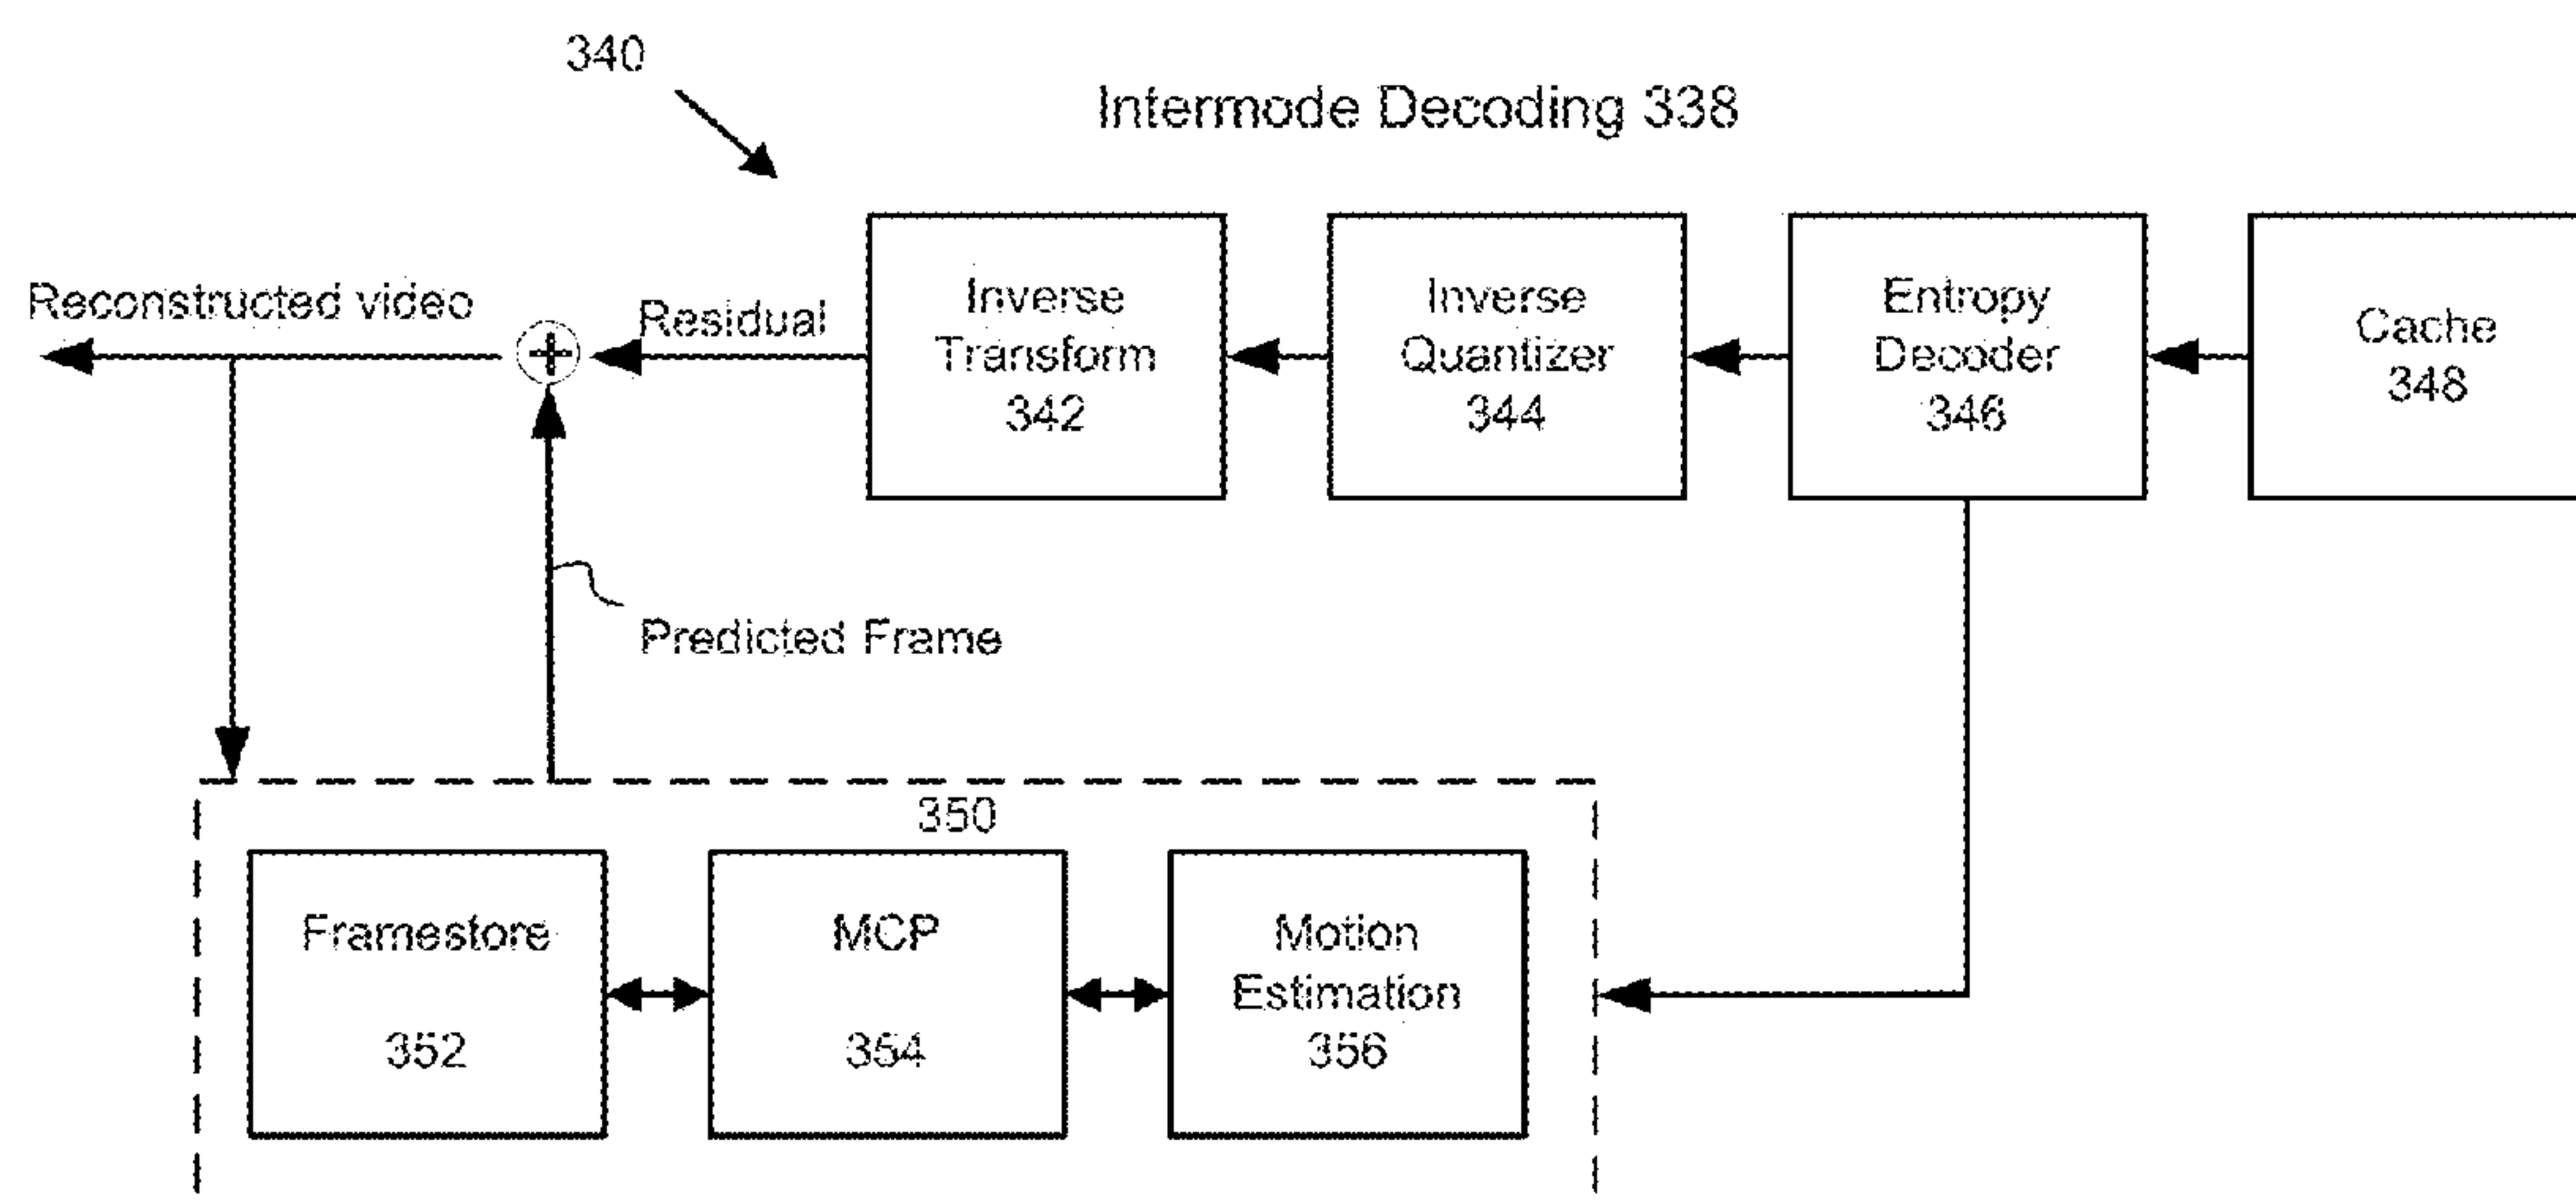 340
Intermode Decoding 338
Reconstructed video
Residual
Inverse
Transform
342
Inverse
Quantizer
344
Entropy
Decoder
346
Cache
348
Predicted Frame
350
Framestore
352
MCP
354
Motion
Estimation
356